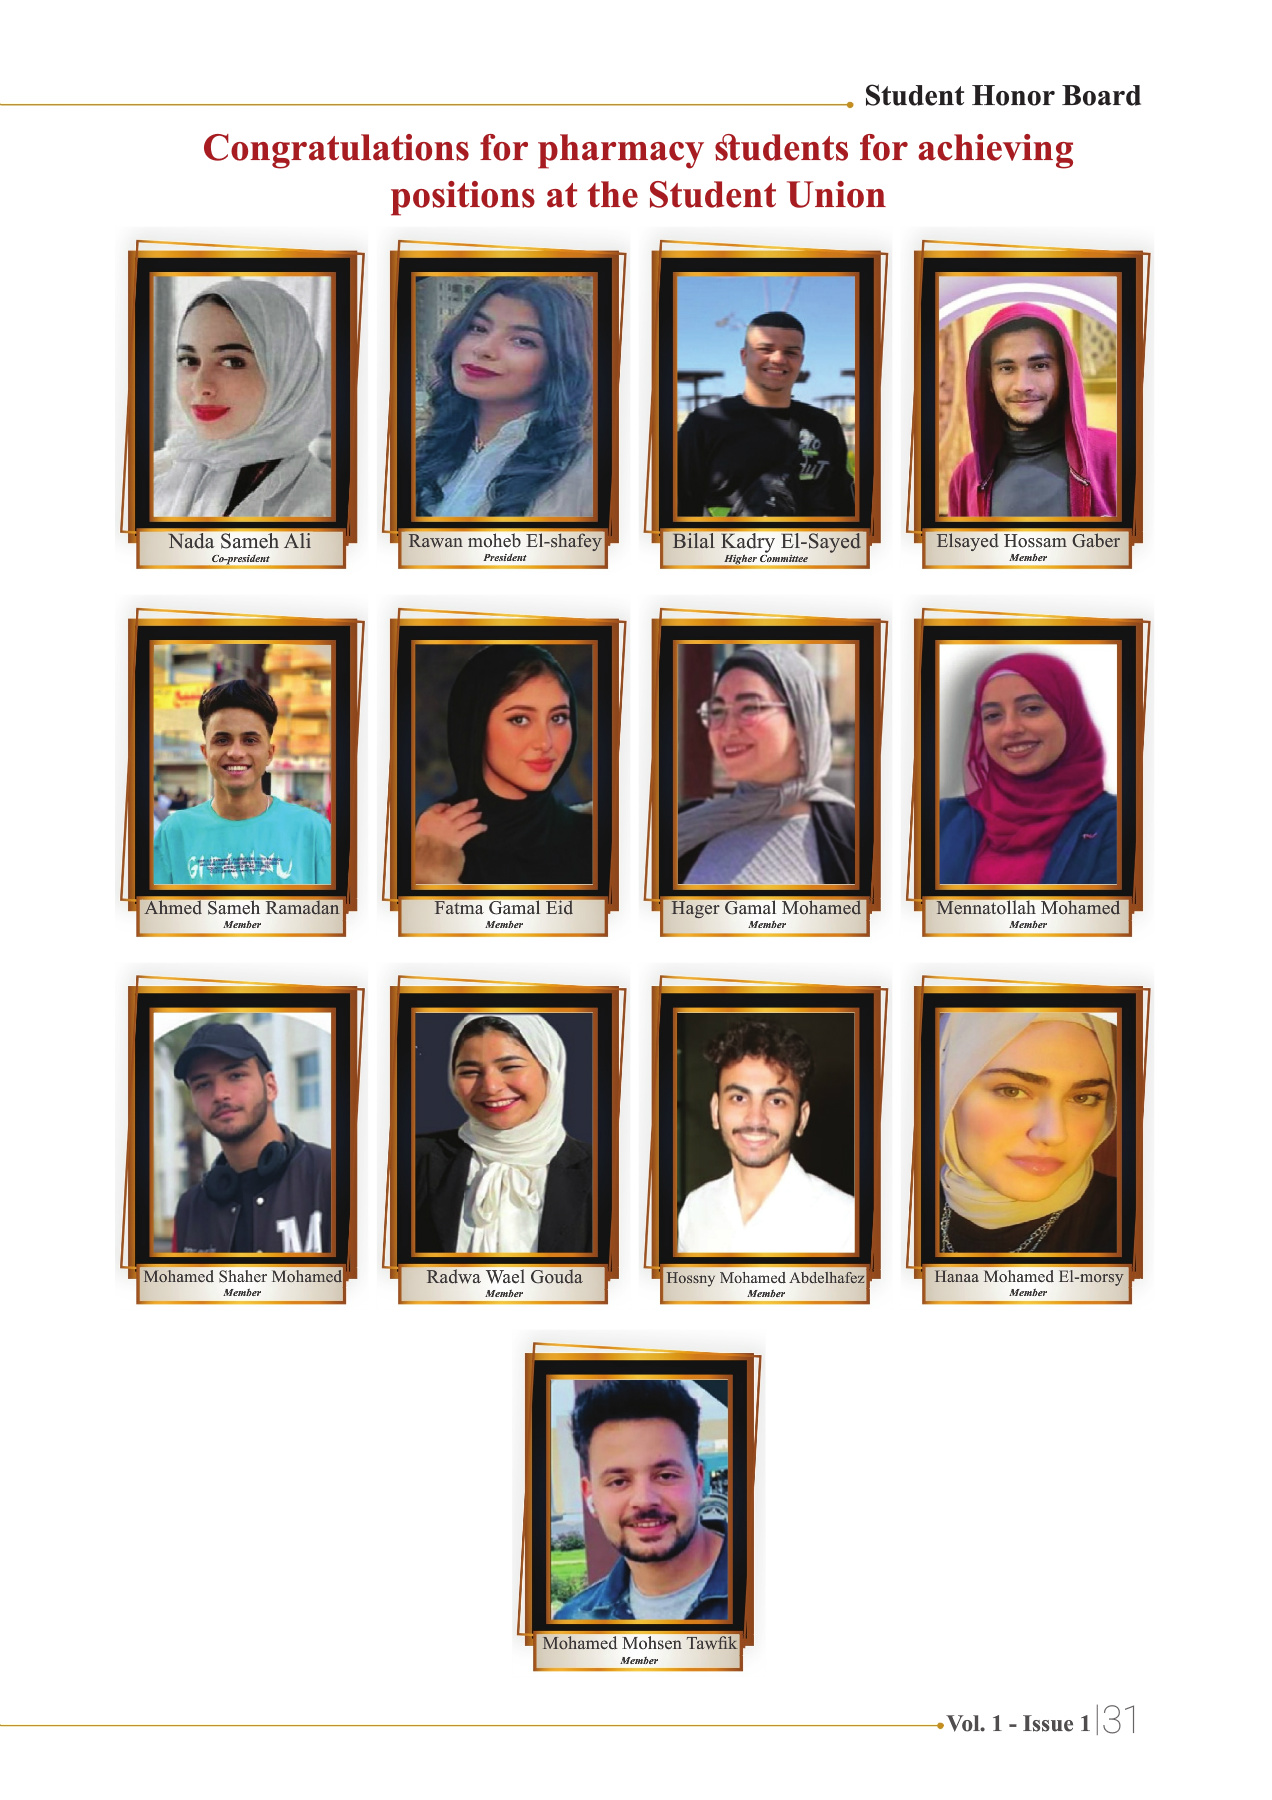 Student Honor Board
Congratulations for pharmacy students for achieving
positions at the Student Union
Nada Sameh Ali
Co-president
Rawan moheb El-shafey
President
Bilal Kadry El-Sayed
Higher Committee
Elsayed Hossam Gaber
Member
Ahmed Sameh Ramadan
Member
Fatma Gamal Eid
Member
Hager Gamal Mohamed
Member
Mennatollah Mohamed
Member
M
Mohamed Shaher Mohamed
Member
Radwa Wael Gouda
Member
Hossny Mohamed Abdelhafez
Member
Hanaa Mohamed El-morsy
Member
Mohamed Mohsen Tawfik
Member
Vol. 1 - Issue 1 |31